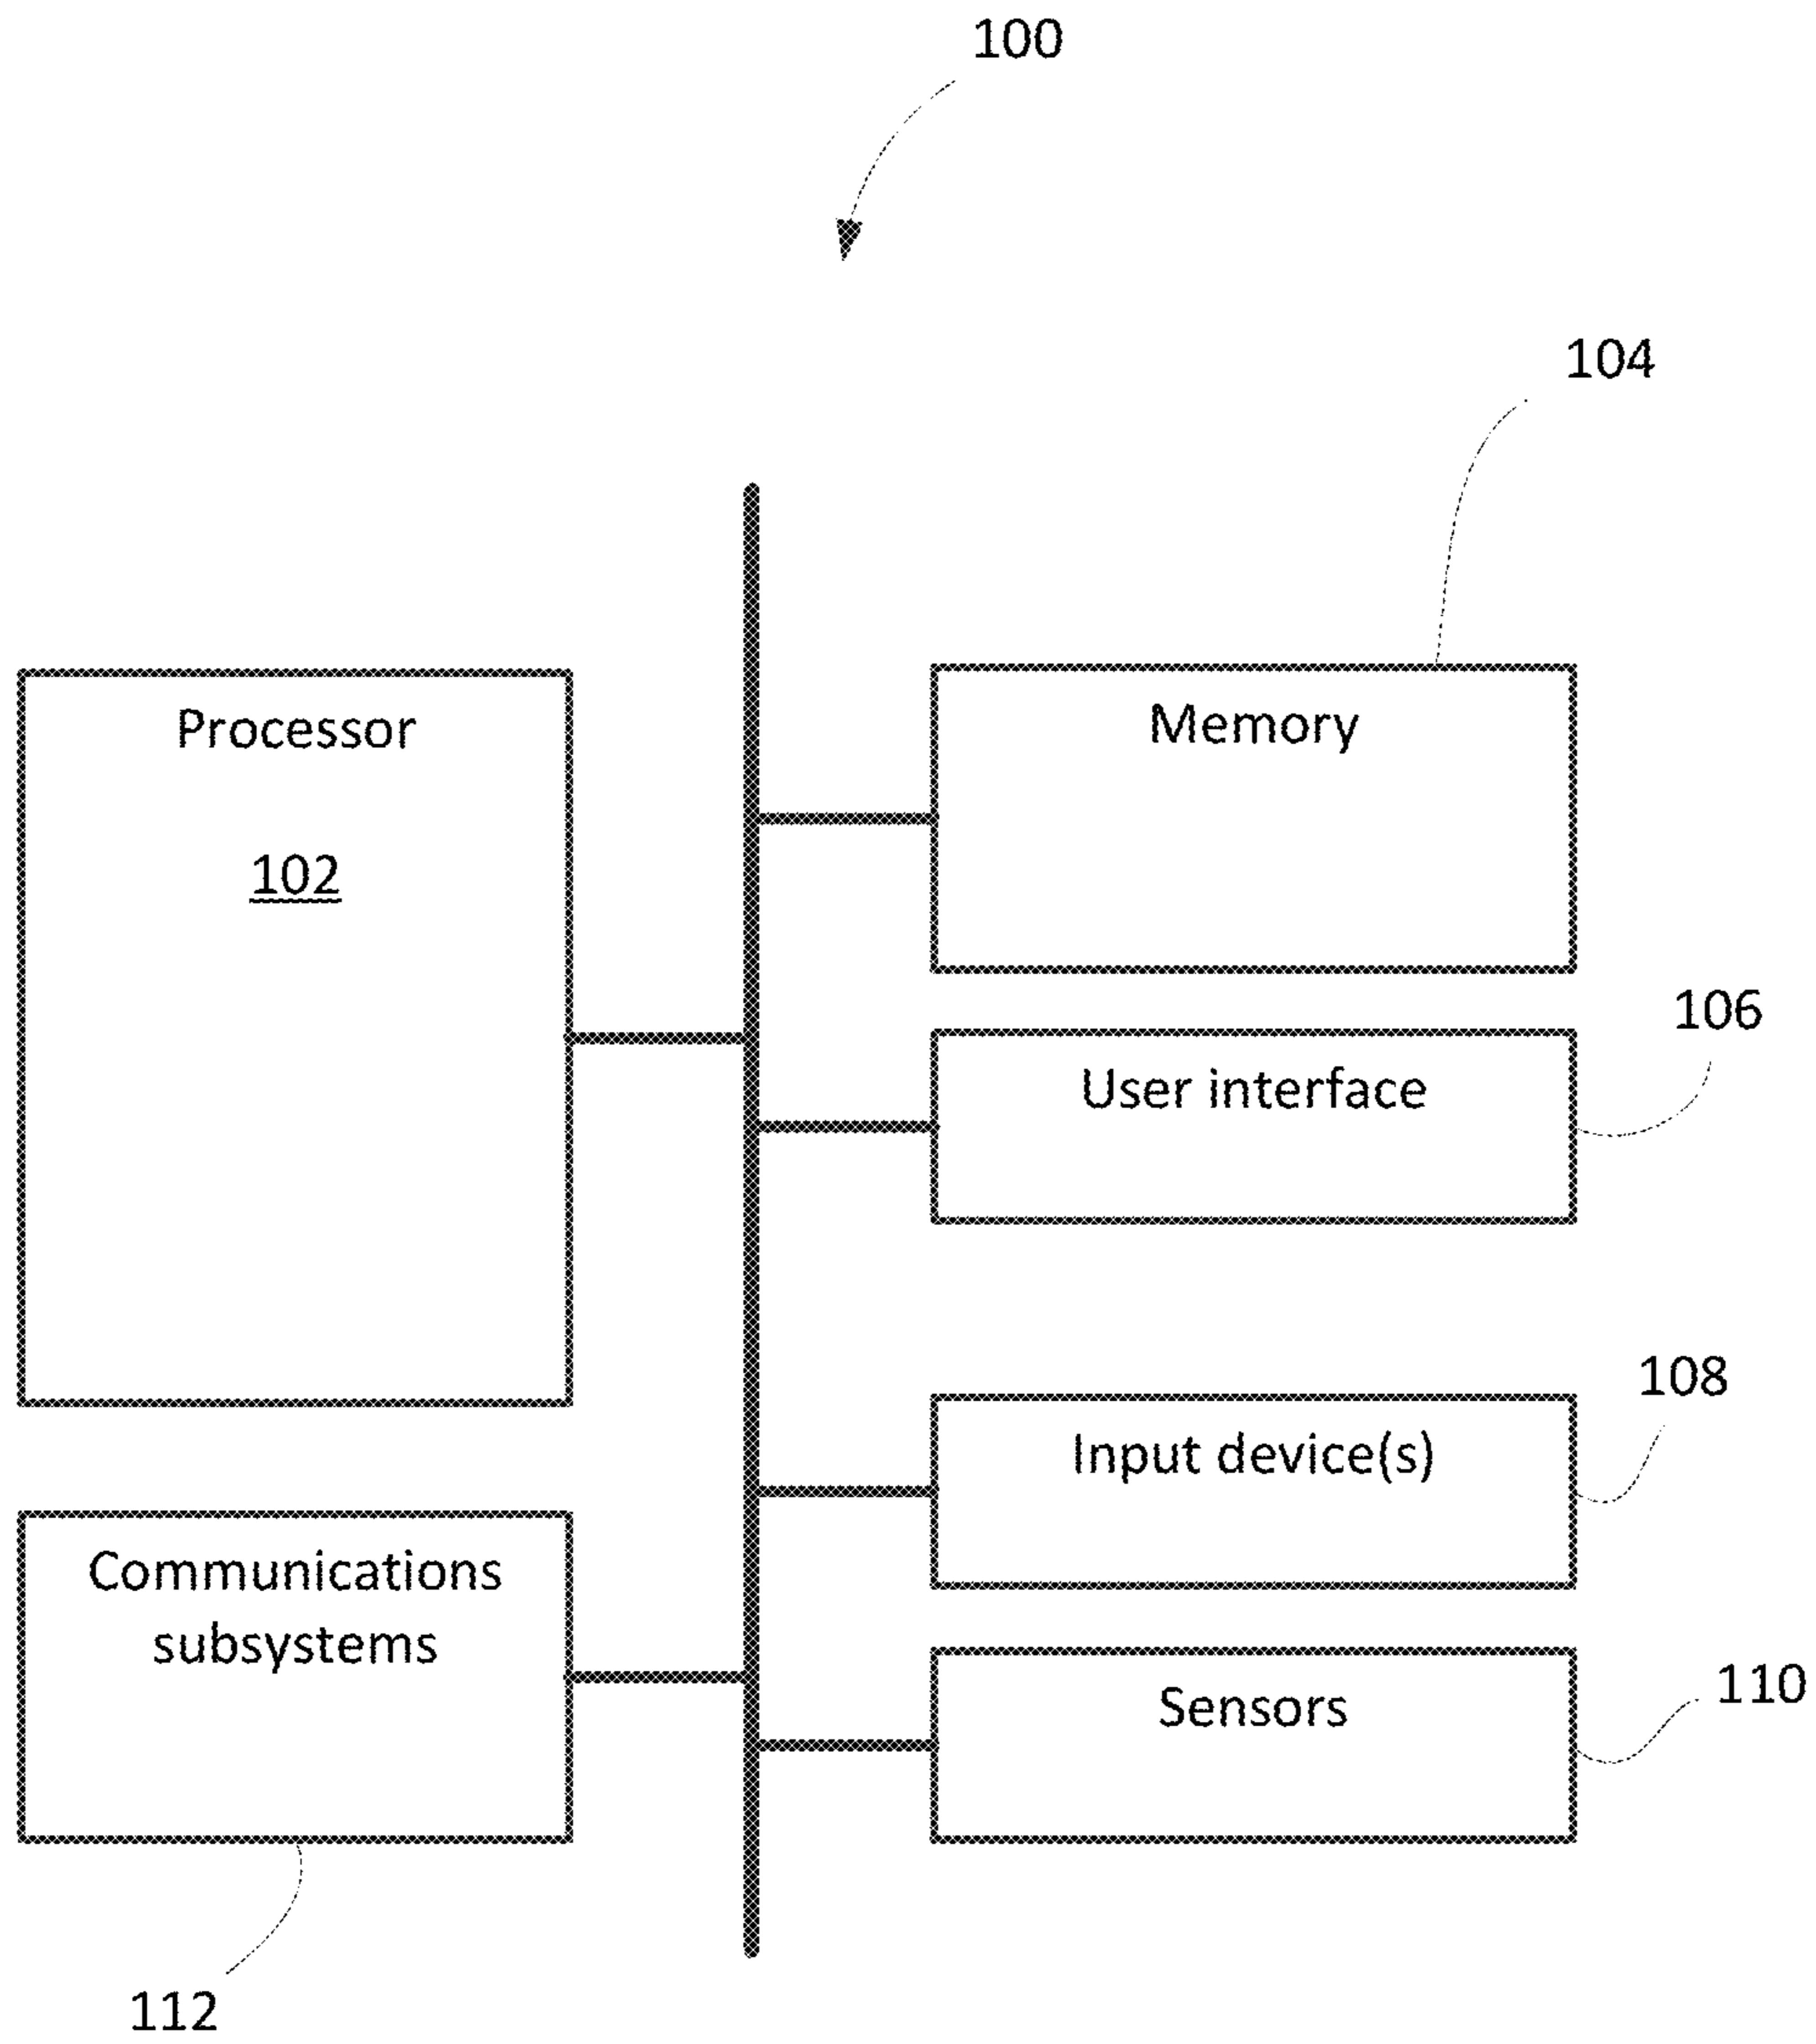 100
104
Processor
102
Memory
106
User interface
108
Input device(s)
Communications
subsystems
110
Sensors
112